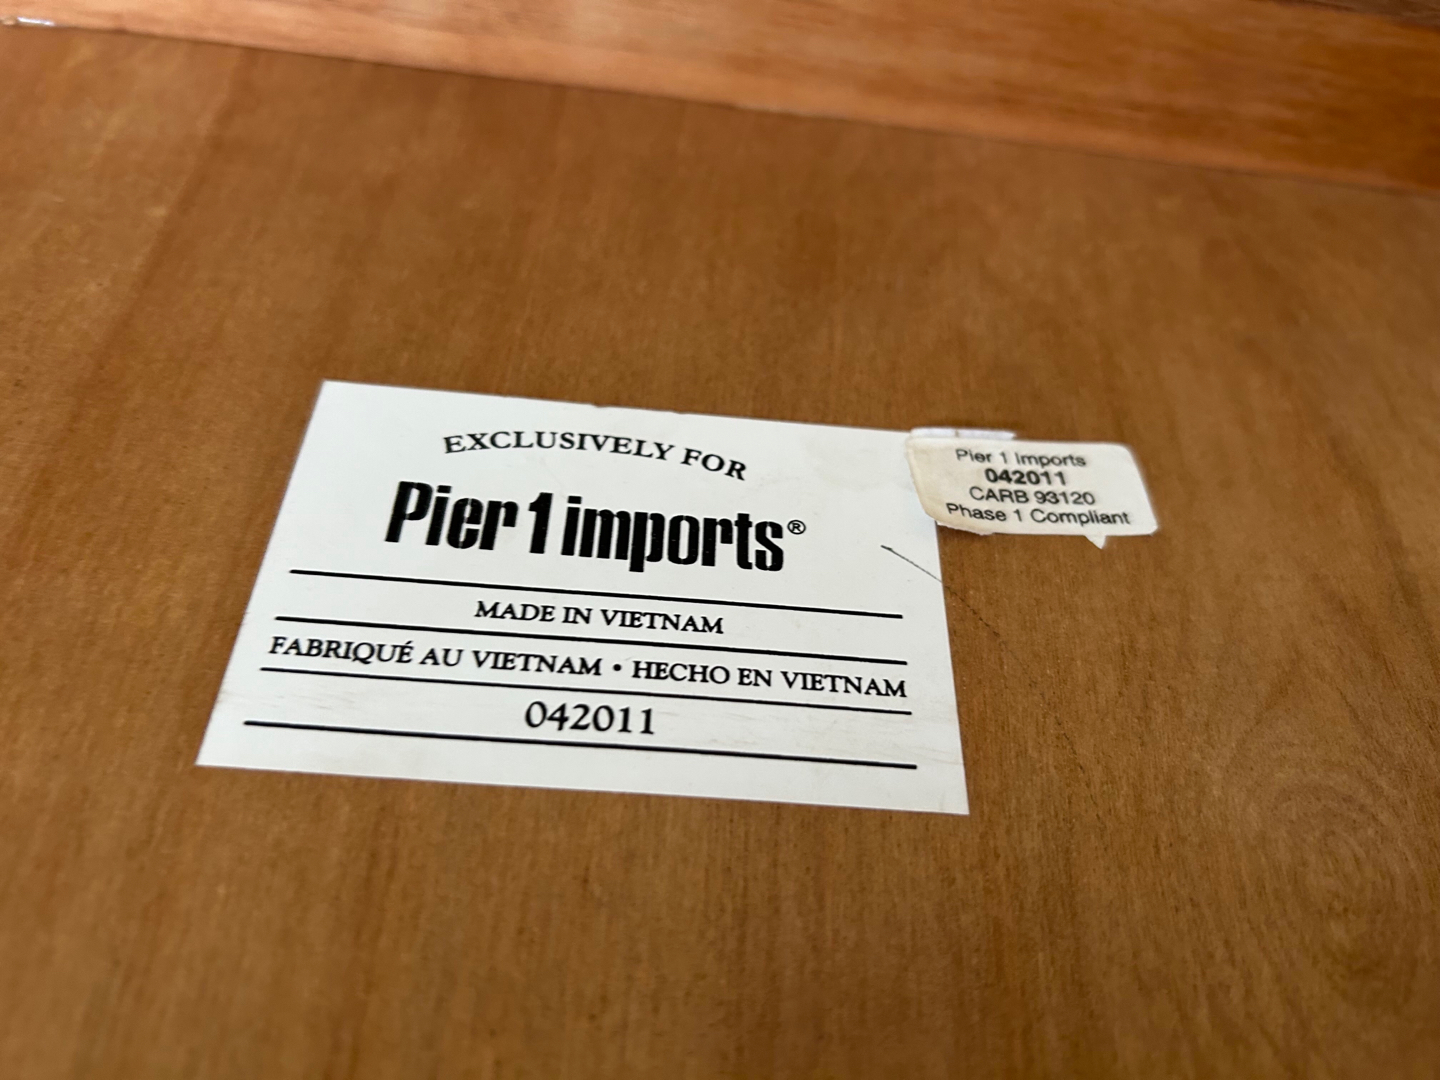 EXCLUSIVELY FOR
Pier 1 imports®
MADE IN VIETNAM
FABRIQUÉ AU VIETNAM • HECHO EN VIETNAM
042011
Pier 1 Imports
042011
CARB 93120
Phase 1 Compliant